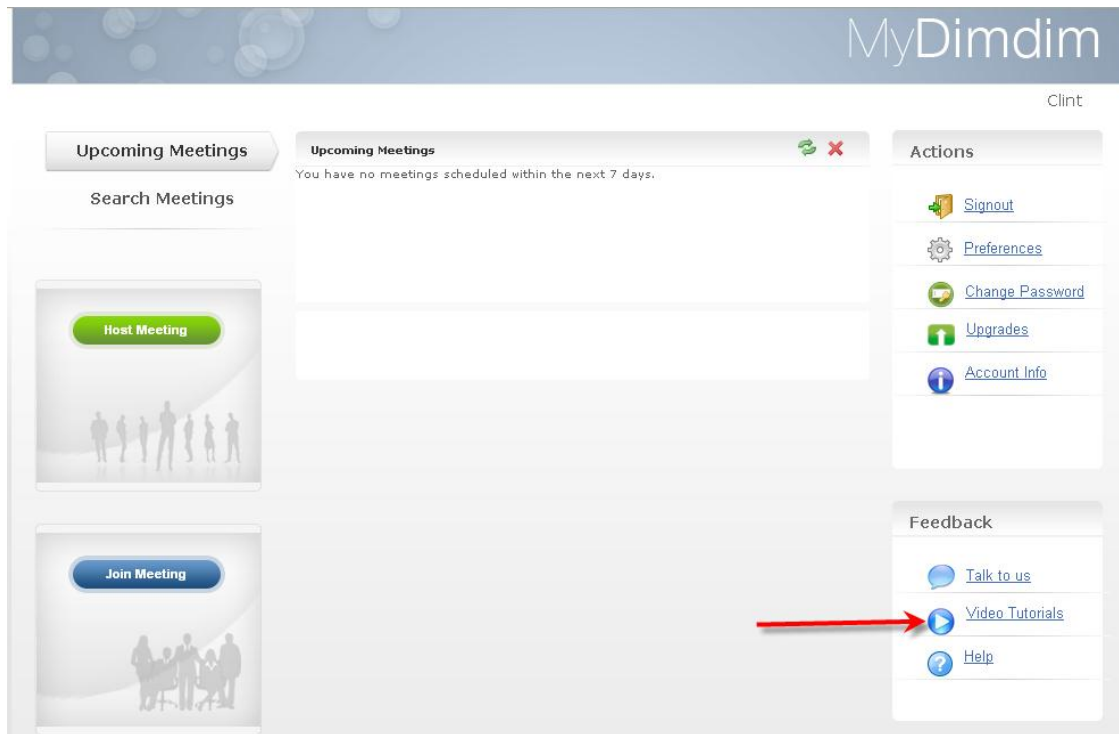 MyDimdim
Clint
Upcoming Meetings
Search Meetings
Host Meeting
Join Meeting
Upcoming Meetings
You have no meetings scheduled within the next 7 days.
Actions
Signout
Preferences
Change Password
Upgrades
Account Info
Feedback
Talk to us
Video Tutorials
Help